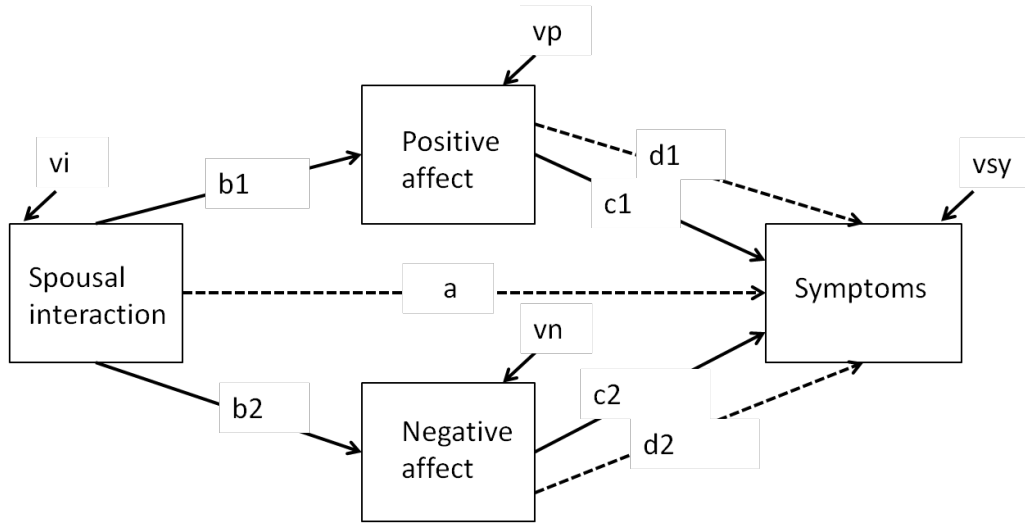 vp
vi
b1
Positive
affect
d1
c1
vsy
Spousal
interaction
a
Symptoms
vn
b2
Negative
affect
c2
d2